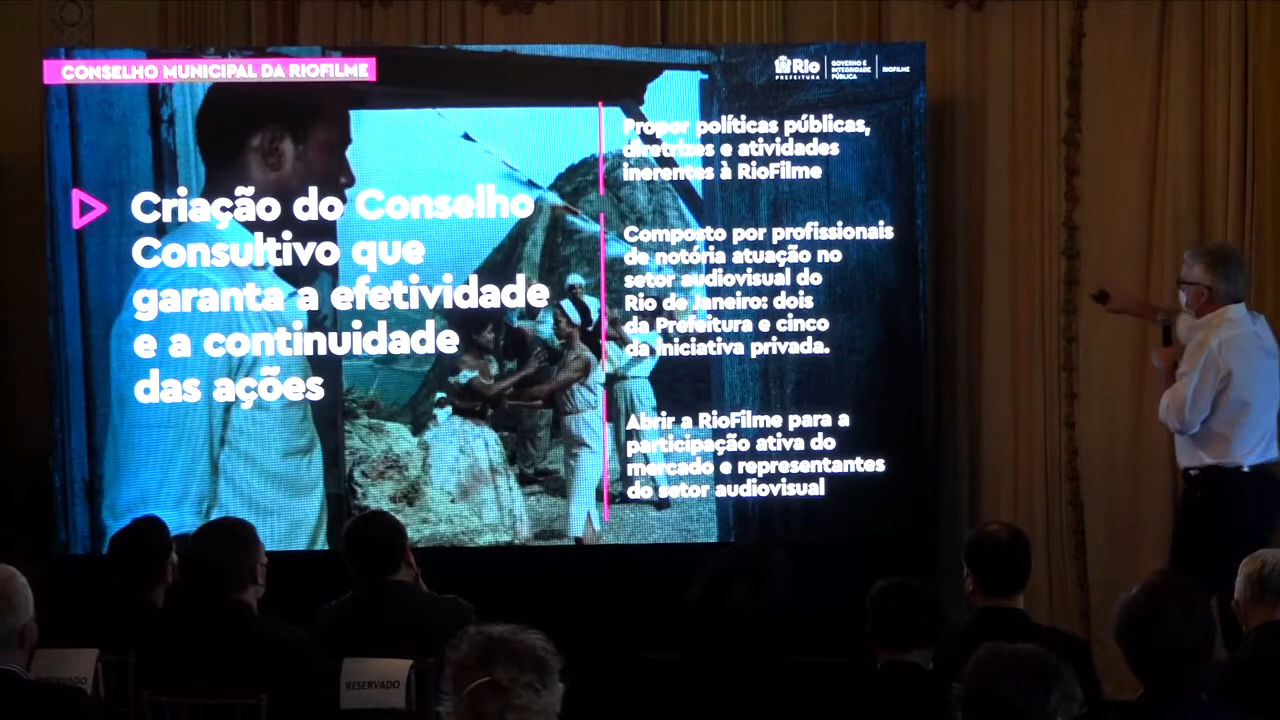 CONSELHO MUNICIPAL DA RIOFILME
Rio
PREFEITURA
GOVERNO E
INTEGRIDADE
PÚBLICA
RIOFILME
Criação do Conselho
Consultivo que
garanta a efetividade
e a continuidade
das ações
Propor políticas públicas,
diretrizes e atividades
inerentes à RioFilme
Composto por profissionais
de notória atuação no
setor audiovisual do
Rio de Janeiro: dois
da Prefeitura e cinco
da iniciativa privada.
Abrir a RioFilme para a
participação ativa do
mercado e representantes
do setor audiovisual
RESERVADO
RESERVADO